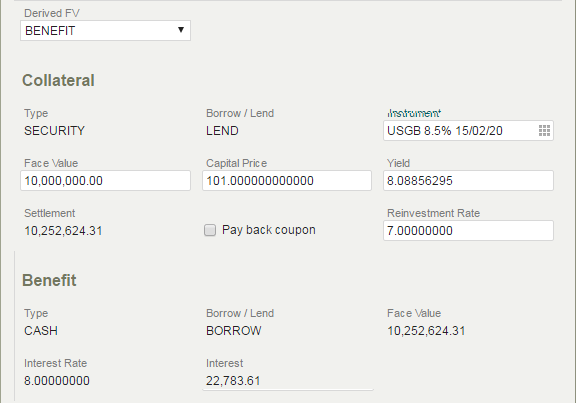 Derived FV
BENEFIT
Collateral
Type Borrow / Lend Instrument
SECURITY LEND USGB 8.5% 15/02/20
Face Value Capital Price Yield
10,000,000.00 101.000000000000 8.08856295
Settlement Reinvestment Rate
10,252,624.31 Pay back coupon 7.00000000
Benefit
Type Borrow / Lend Face Value
CASH BORROW 10,252,624.31
Interest Rate Interest
8.00000000 22,783.61